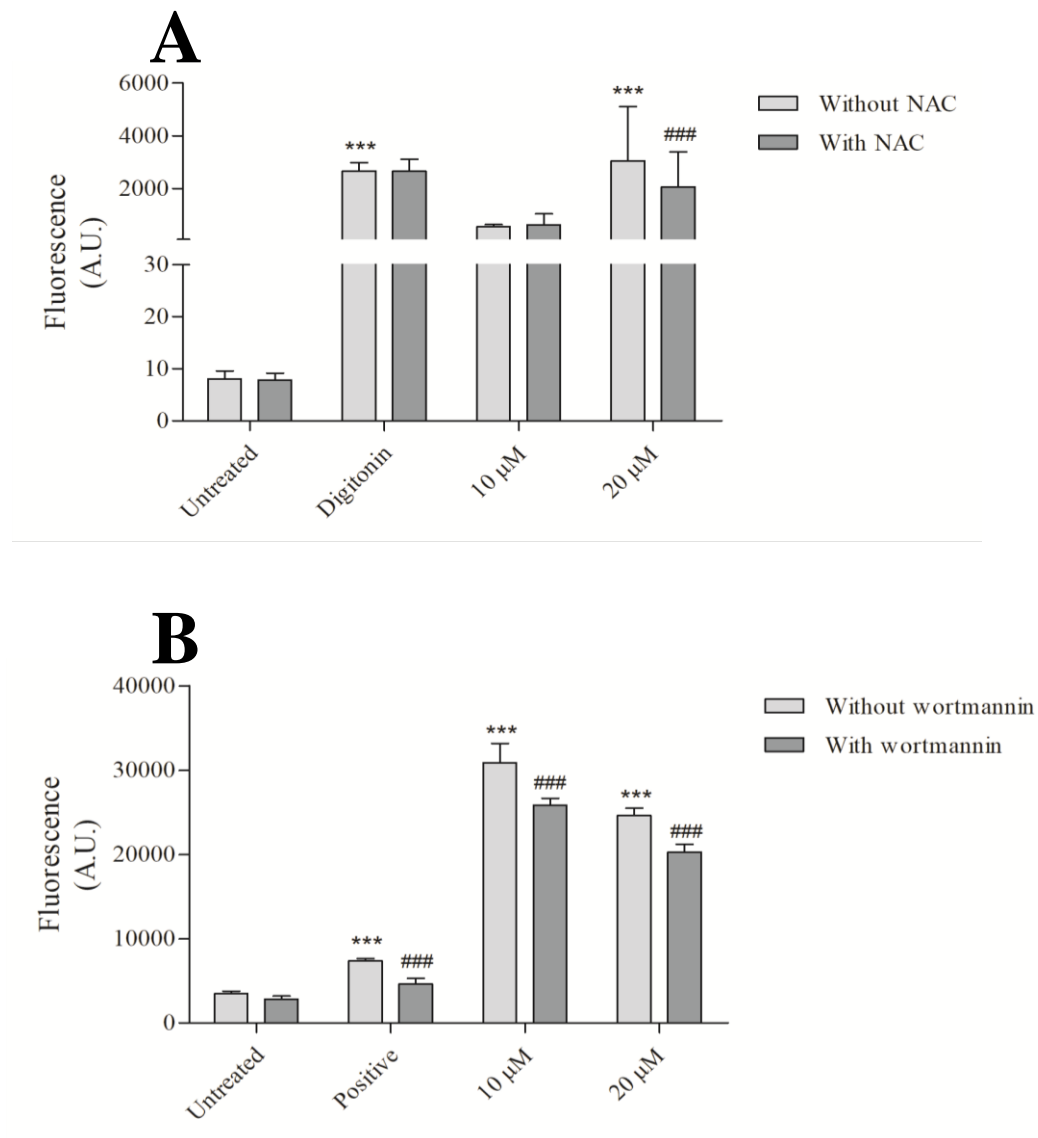 A
6000
4000
2000
30
20
10
0
Fluorescence
(A.U.)
***
***
###
Without NAC
With NAC
Untreated
Digitonin
10 μM
20 μM
B
40000
30000
20000
10000
0
Fluorescence
(A.U.)
***
###
***
###
***
###
Without wortmannin
With wortmannin
Untreated
Positive
10 μM
20 μM